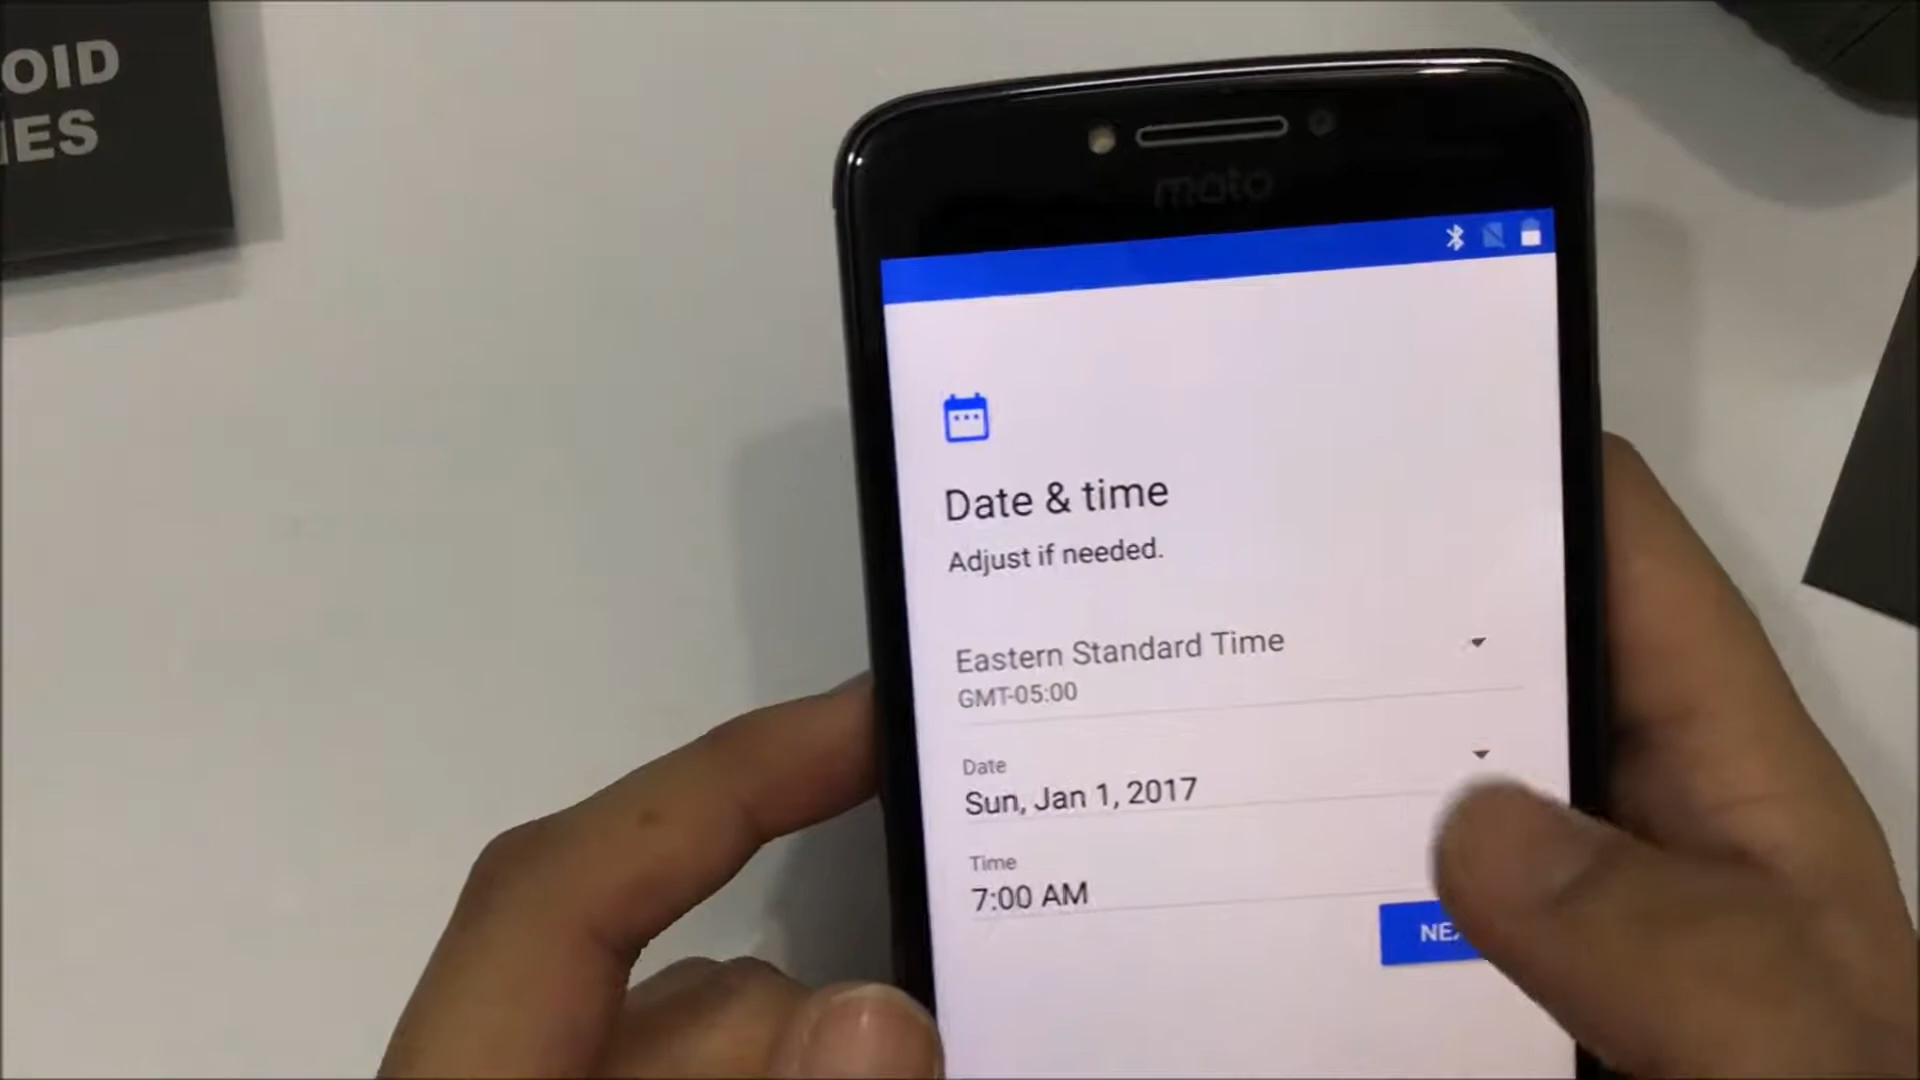 OID
IES
moto
Date & time
Adjust if needed.
Eastern Standard Time
GMT-05:00
Date
Sun, Jan 1, 2017
Time
7:00 AM
NE